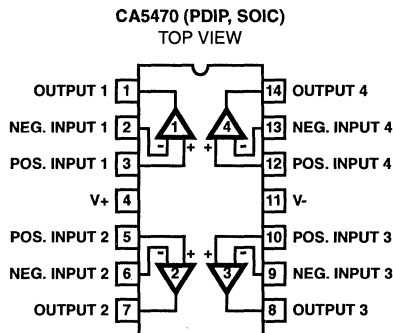 CA5470 (PDIP, SOIC)
TOP VIEW
OUTPUT 1 1 14 OUTPUT 4
NEG. INPUT 1 2 1 4 13 NEG. INPUT 4
- + + -
POS. INPUT 1 3 12 POS. INPUT 4
V+ 4 11 V-
POS. INPUT 2 5 10 POS. INPUT 3
- + + -
NEG. INPUT 2 6 2 3 9 NEG. INPUT 3
OUTPUT 2 7 8 OUTPUT 3